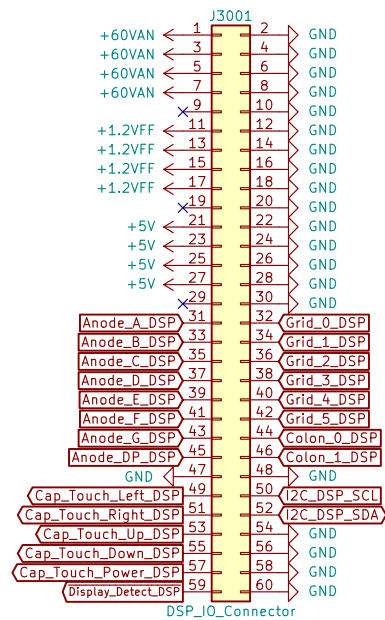 J3001
+60VAN 1 2 GND
+60VAN 3 4 GND
+60VAN 5 6 GND
+60VAN 7 8 GND
9 10 GND
+1.2VFF 11 12 GND
+1.2VFF 13 14 GND
+1.2VFF 15 16 GND
+1.2VFF 17 18 GND
19 20 GND
+5V 21 22 GND
+5V 23 24 GND
+5V 25 26 GND
+5V 27 28 GND
29 30 GND
Anode_A_DSP 31 32 Grid_0_DSP
Anode_B_DSP 33 34 Grid_1_DSP
Anode_C_DSP 35 36 Grid_2_DSP
Anode_D_DSP 37 38 Grid_3_DSP
Anode_E_DSP 39 40 Grid_4_DSP
Anode_F_DSP 41 42 Grid_5_DSP
Anode_G_DSP 43 44 Colon_0_DSP
Anode_DP_DSP 45 46 Colon_1_DSP
GND 47 48 GND
Cap_Touch_Left_DSP 49 50 I2C_DSP_SCL
Cap_Touch_Right_DSP 51 52 I2C_DSP_SDA
Cap_Touch_Up_DSP 53 54 GND
Cap_Touch_Down_DSP 55 56 GND
Cap_Touch_Power_DSP 57 58 GND
Display_Detect_DSP 59 60 GND
DSP_IO_Connector